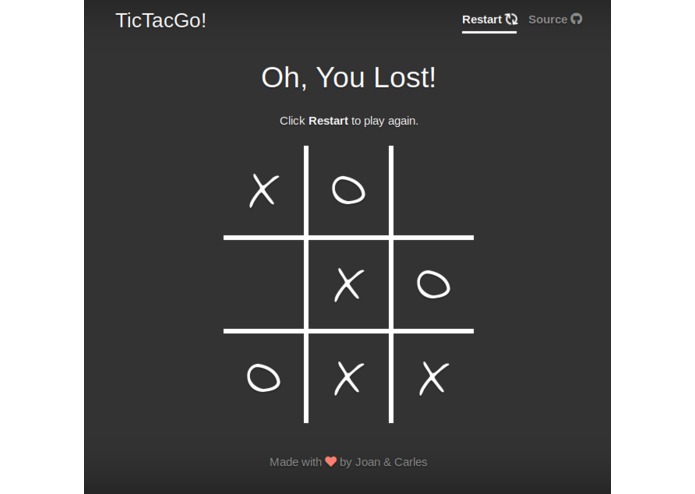 TicTacGo!
Restart Source
Oh, You Lost!
Click Restart to play again.
X O
X O
O X X
Made with ❤ by Joan & Carles